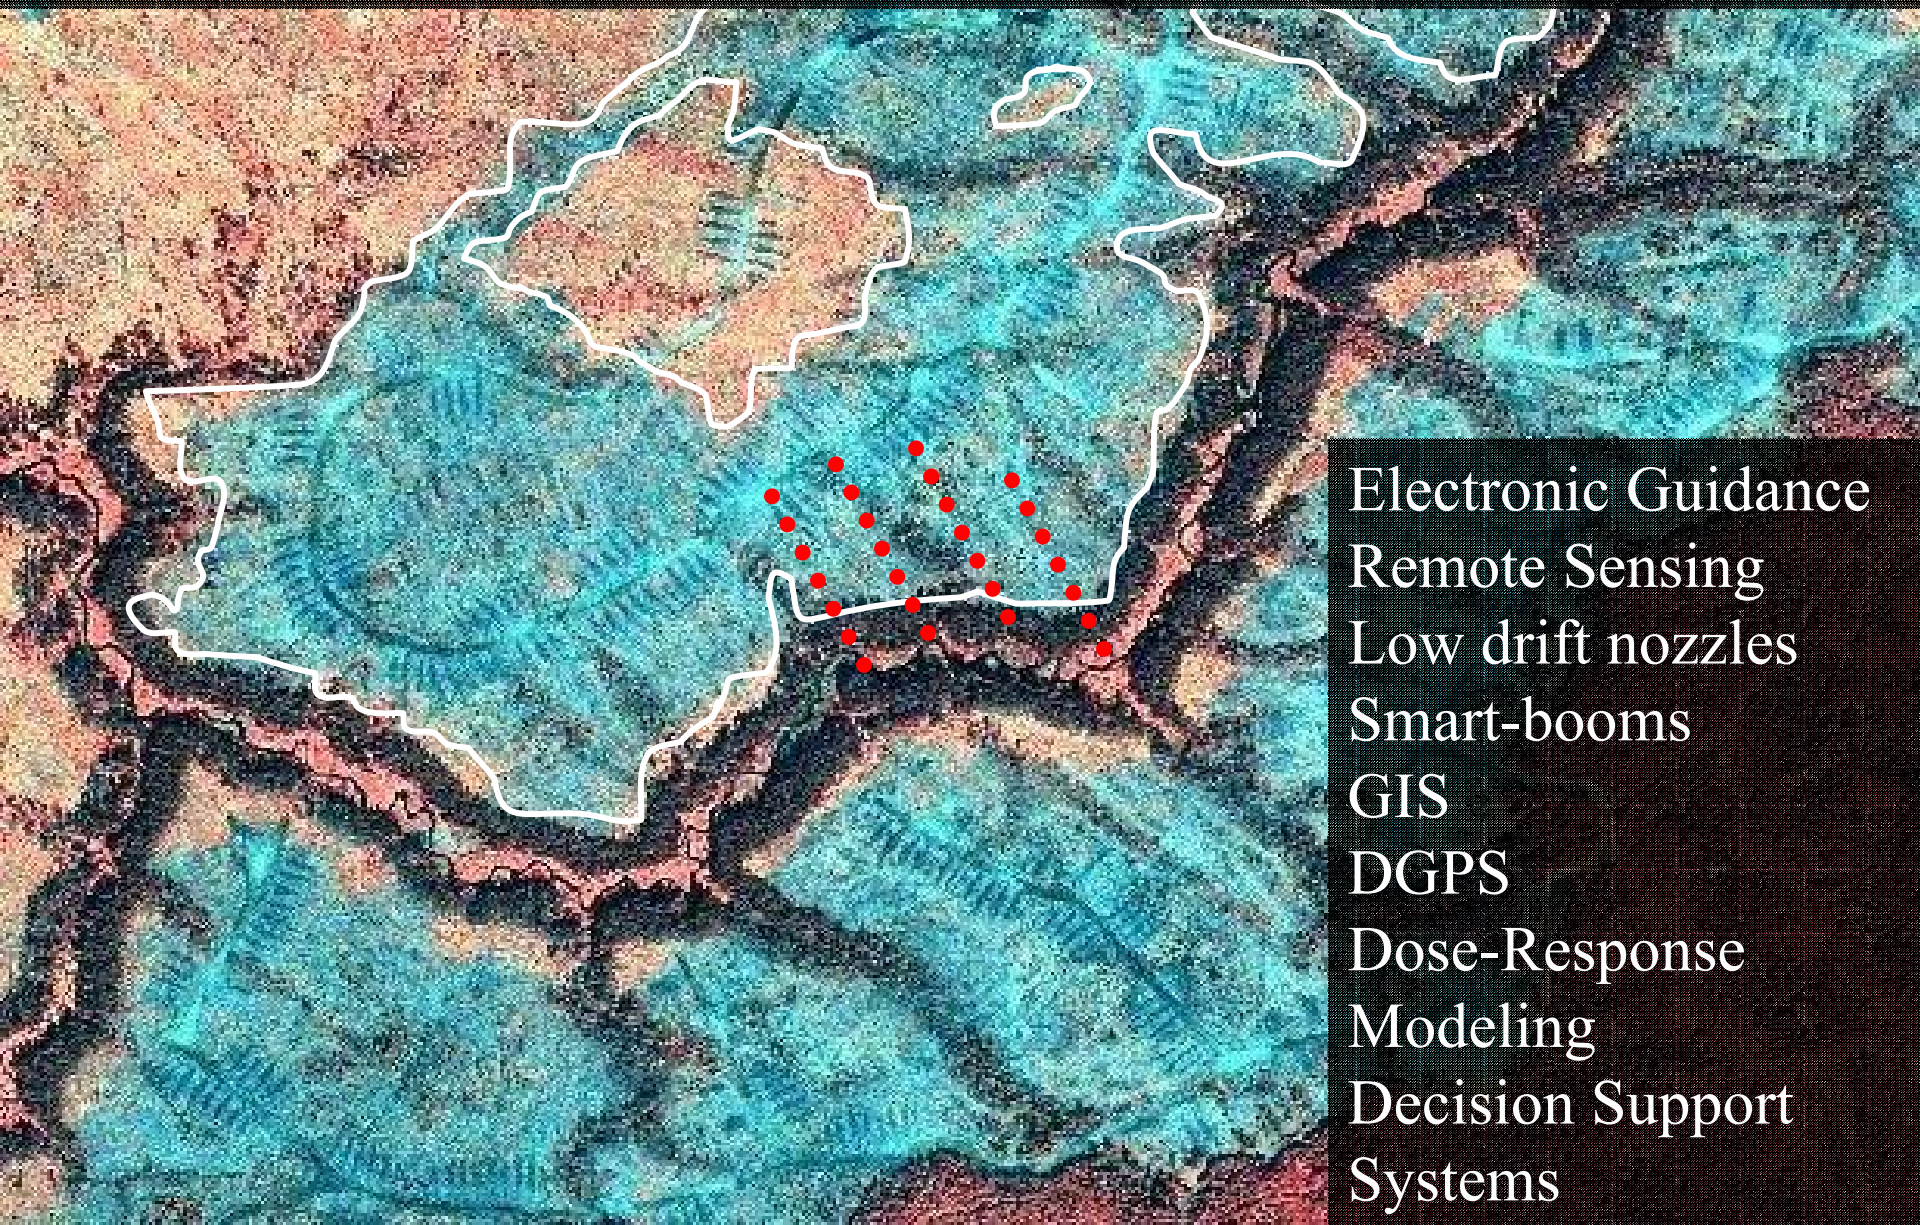 Electronic Guidance
Remote Sensing
Low drift nozzles
Smart-booms
GIS
DGPS
Dose-Response
Modeling
Decision Support
Systems